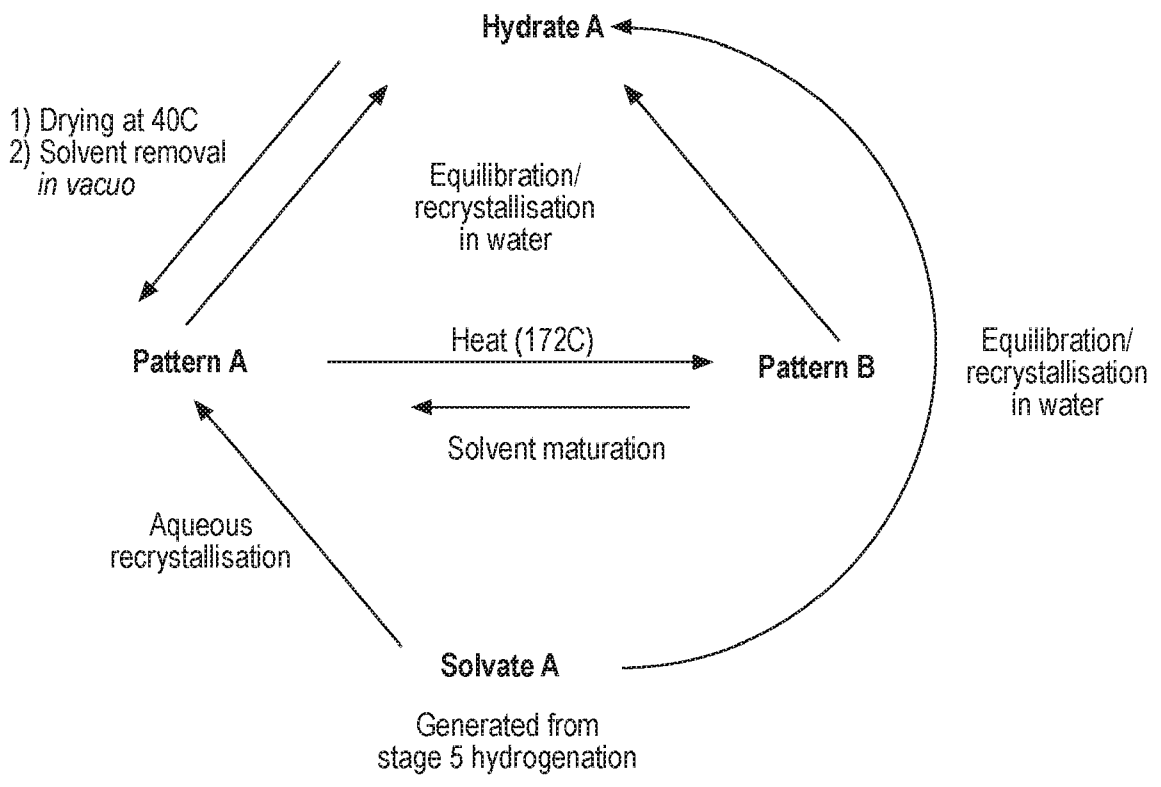 Hydrate A
1) Drying at 40C
2) Solvent removal
in vacuo
Equilibration/
recrystallisation
in water
Heat (172C)
Pattern A
Pattern B
Equilibration/
recrystallisation
in water
Solvent maturation
Aqueous
recrystallisation
Solvate A
Generated from
stage 5 hydrogenation